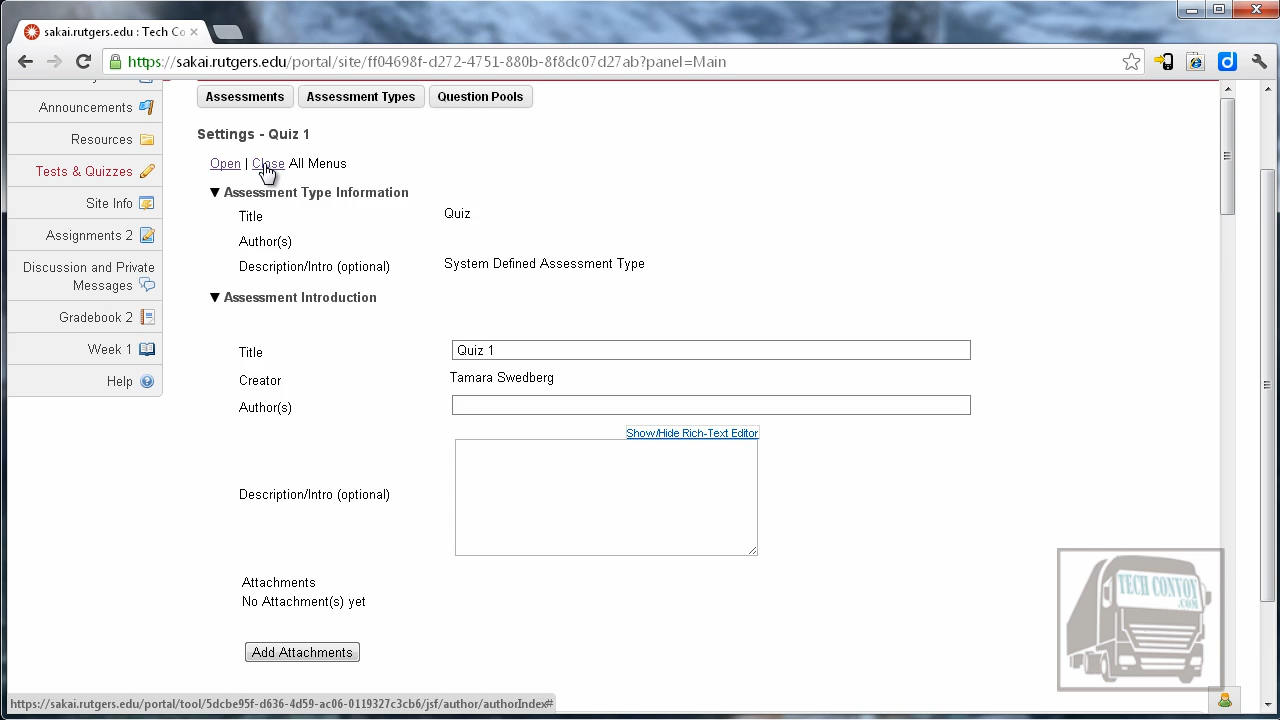 sakai.rutgers.edu : Tech Co
https://sakai.rutgers.edu/portal/site/ff04698f-d272-4751-880b-8f8dc07d27ab?panel=Main
Announcements
Resources
Tests & Quizzes
Site Info
Assignments 2
Discussion and Private
Messages
Gradebook 2
Week 1
Help
Assessments
Assessment Types
Question Pools
Settings - Quiz 1
Open | Close All Menus
Assessment Type Information
Title
Quiz
Author(s)
Description/Intro (optional)
System Defined Assessment Type
Assessment Introduction
Title
Quiz 1
Creator
Tamara Swedberg
Author(s)
Show/Hide Rich-Text Editor
Description/Intro (optional)
Attachments
No Attachment(s) yet
Add Attachments
TECH CONVOY
.COM
https://sakai.rutgers.edu/portal/tool/5dcbe95f-d636-4d59-ac06-0119327c3cb6/jsf/author/authorIndex#